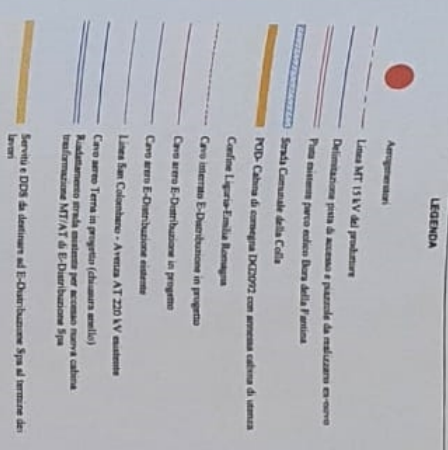 LEGENDA
Aerogeneratori
Linea MT 15 kV del produttore
Delimitazione pista di accesso e piazzole da realizzarsi ex-novo
Pista esistente parco eolico Bora della Fantina
Strada Comunale della Colla
POD- Cabina di consegna DG2092 con annessa cabina di utenza
Confine Liguria-Emilia Romagna
Cavo interrato E-Distribuzione in progetto
Cavo aereo E-Distribuzione in progetto
Cavo aereo E-Distribuzione esistente
Linea San Colombano - Avenza AT 220 kV esistente
Cavo aereo Terna in progetto (chiusura anello)
Riadattamento strada esistente per accesso nuova cabina
trasformazione MT/AT di E-Distribuzione Spa
Servitù e DDS da destinare ad E-Distribuzione Spa al termine dei
lavori